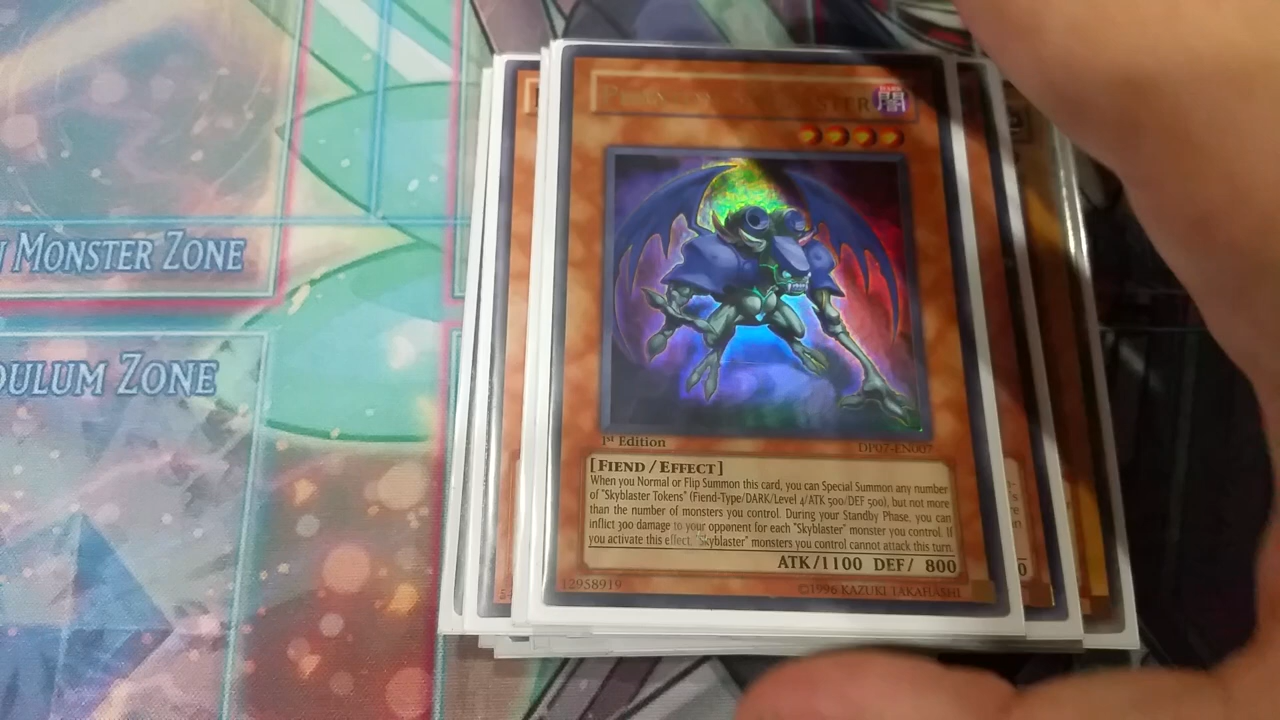 MONSTER ZONE
ZONE
DARK
闇
1st Edition
DP07-EN007
[FIEND/EFFECT]
When you Normal or Flip Summon this card, you can Special Summon any number
of "Skyblaster Tokens" (Fiend-Type/DARK/Level 4/ATK 500/DEF 500), but not more
than the number of monsters you control. During your Standby Phase, you can
inflict 300 damage to your opponent for each "Skyblaster" monster you control. If
you activate this effect, "Skyblaster" monsters you control cannot attack this turn.
ATK/1100 DEF/ 800
12958919
©1996 KAZUKI TAKAHASHI